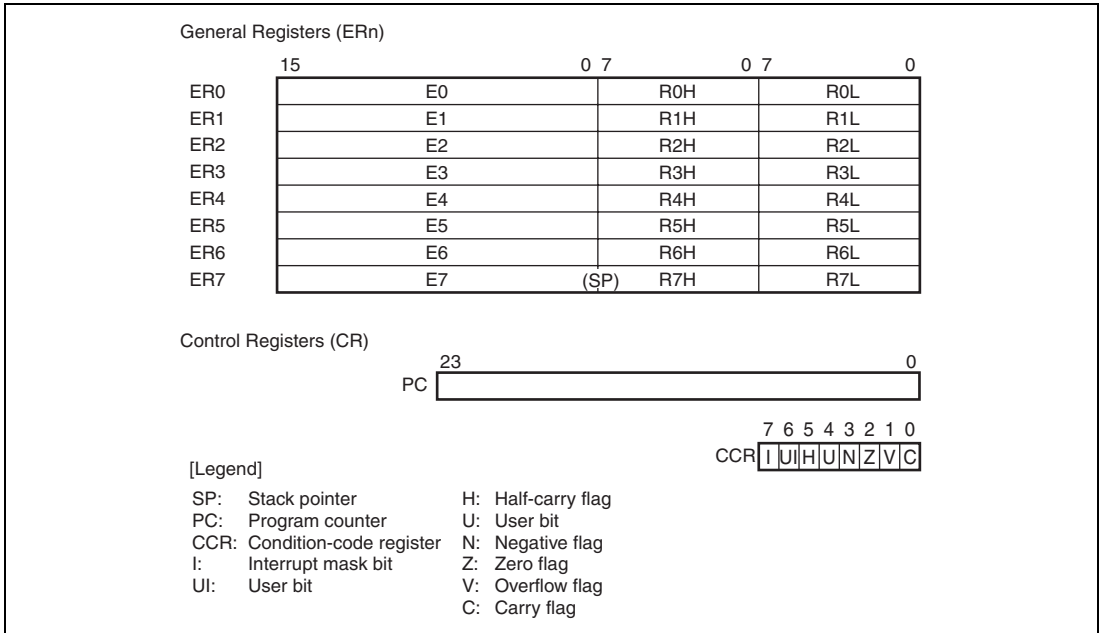 General Registers (ERn)
15 0 7 0 7 0
ER0 E0 R0H R0L
ER1 E1 R1H R1L
ER2 E2 R2H R2L
ER3 E3 R3H R3L
ER4 E4 R4H R4L
ER5 E5 R5H R5L
ER6 E6 R6H R6L
ER7 E7 (SP) R7H R7L
Control Registers (CR)
23 0
PC
7 6 5 4 3 2 1 0
CCR I UI H U N Z V C
[Legend]
SP: Stack pointer H: Half-carry flag
PC: Program counter U: User bit
CCR: Condition-code register N: Negative flag
I: Interrupt mask bit Z: Zero flag
UI: User bit V: Overflow flag
C: Carry flag